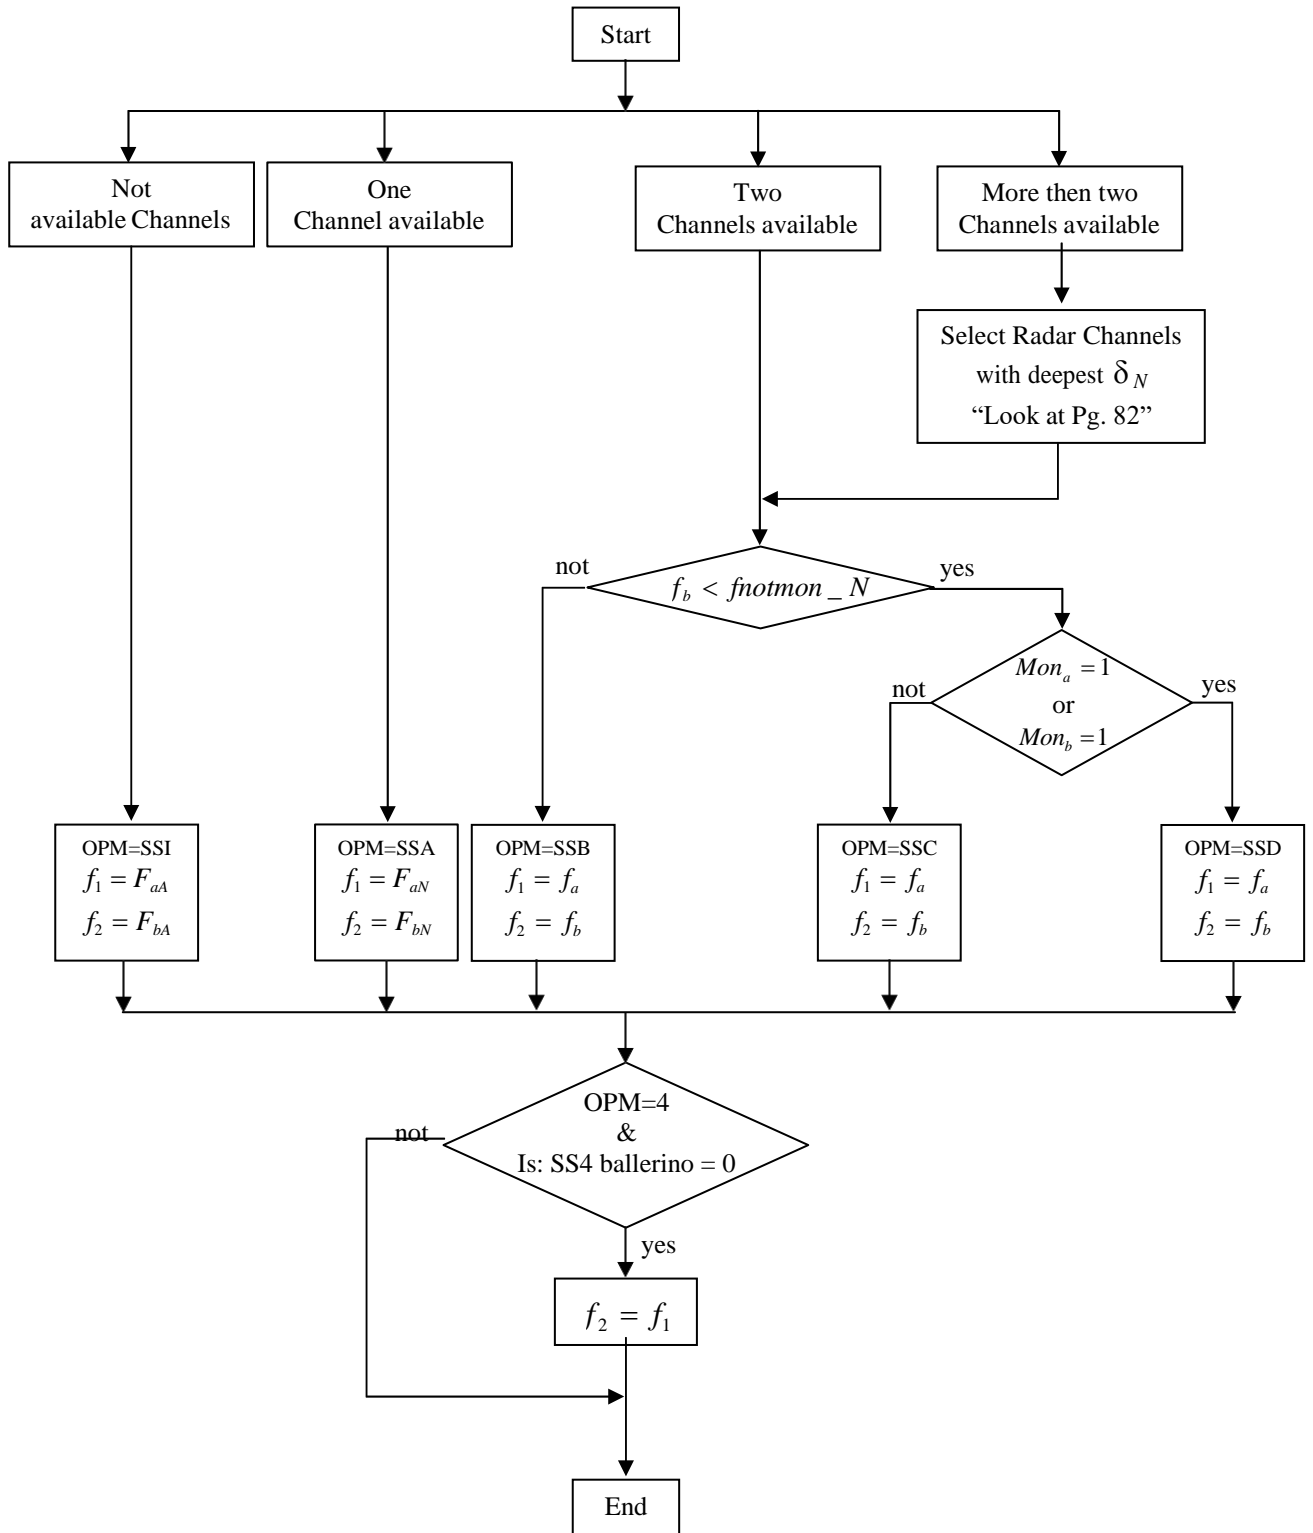 Start
Not
available Channels
One
Channel available
Two
Channels available
More then two
Channels available
Select Radar Channels
with deepest δ_N
“Look at Pg. 82”
not
f_b < fnotmon _ N
yes
not
Mon_a = 1
or
Mon_b = 1
yes
OPM=SSI
f_1 = F_aA
f_2 = F_bA
OPM=SSA
f_1 = F_aN
f_2 = F_bN
OPM=SSB
f_1 = f_a
f_2 = f_b
OPM=SSC
f_1 = f_a
f_2 = f_b
OPM=SSD
f_1 = f_a
f_2 = f_b
not
OPM=4
&
Is: SS4 ballerino = 0
yes
f_2 = f_1
End